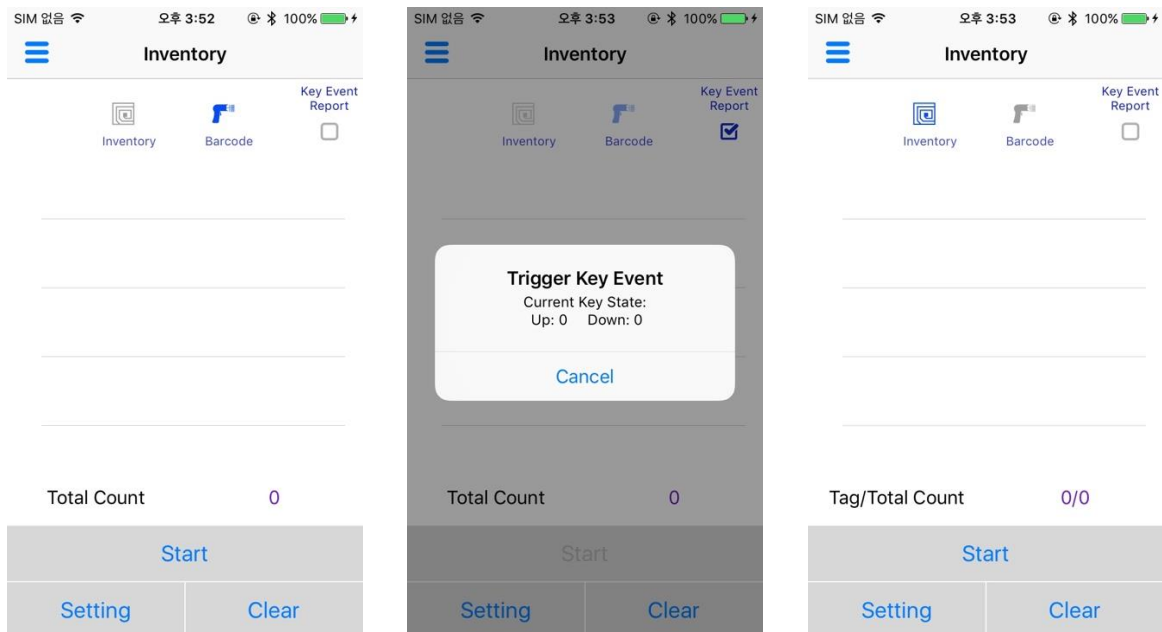 SIM 없음 오후 3:52 100%
Inventory
Key Event
Report
Inventory Barcode
Total Count 0
Start
Setting Clear
SIM 없음 오후 3:53 100%
Inventory
Key Event
Report
Inventory Barcode
Trigger Key Event
Current Key State:
Up: 0 Down: 0
Cancel
Total Count 0
Start
Setting Clear
SIM 없음 오후 3:53 100%
Inventory
Key Event
Report
Inventory Barcode
Tag/Total Count 0/0
Start
Setting Clear